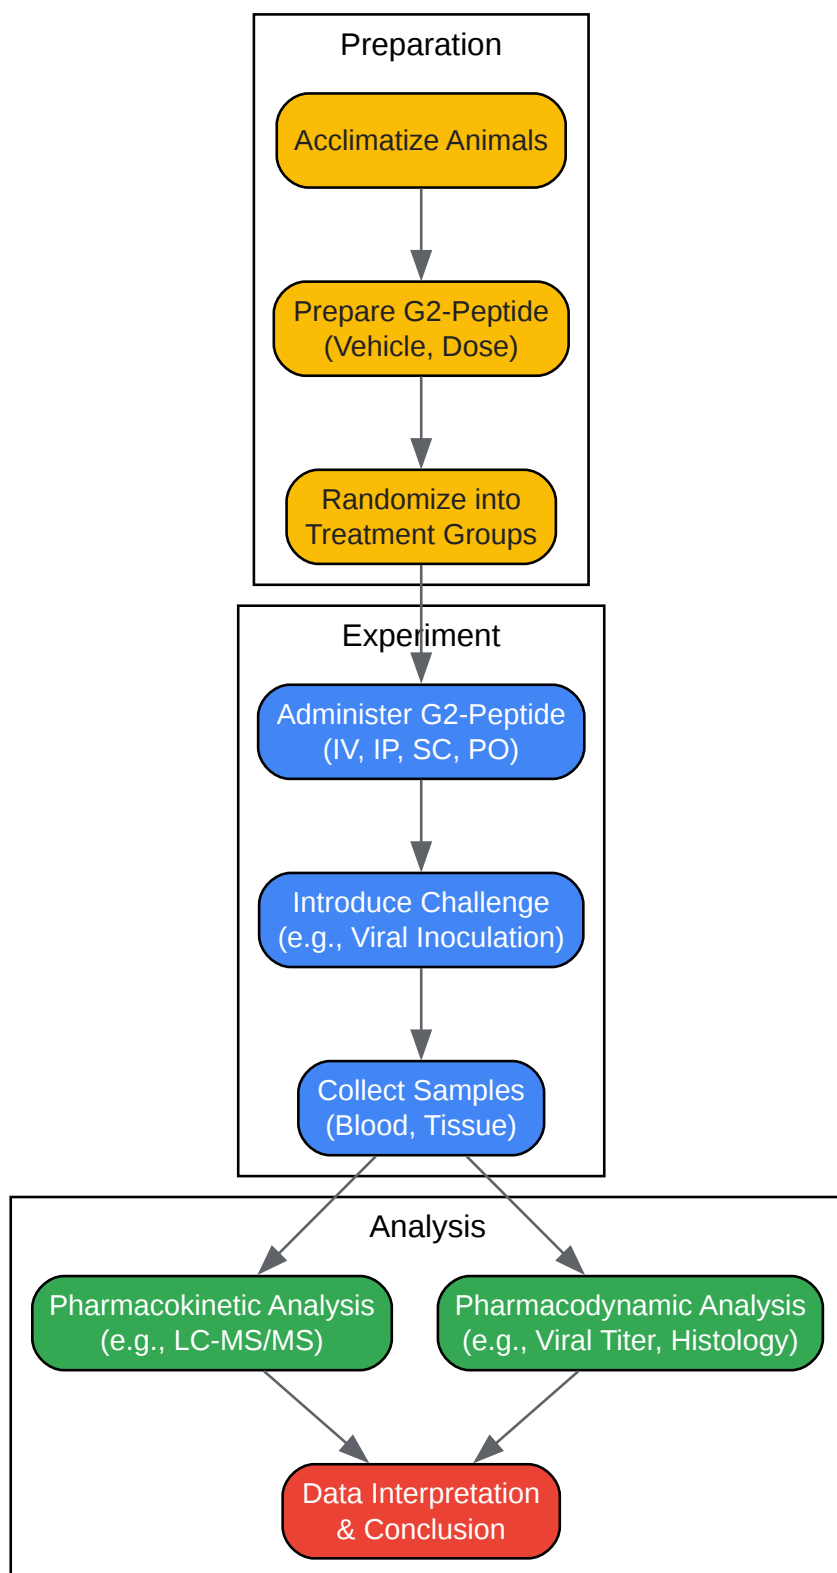 Preparation
Acclimatize Animals
Prepare G2-Peptide
(Vehicle, Dose)
Randomize into
Treatment Groups
Experiment
Administer G2-Peptide
(IV, IP, SC, PO)
Introduce Challenge
(e.g., Viral Inoculation)
Collect Samples
(Blood, Tissue)
Analysis
Pharmacokinetic Analysis
(e.g., LC-MS/MS)
Pharmacodynamic Analysis
(e.g., Viral Titer, Histology)
Data Interpretation
& Conclusion